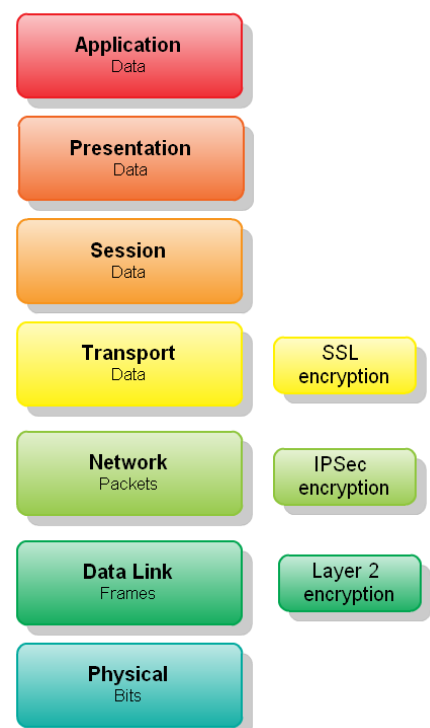 Application
Data
Presentation
Data
Session
Data
Transport
Data
SSL
encryption
Network
Packets
IPSec
encryption
Data Link
Frames
Layer 2
encryption
Physical
Bits